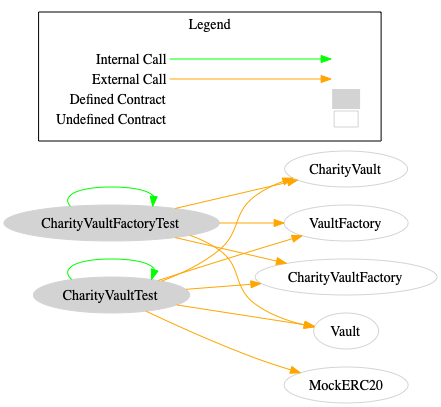 Legend
Internal Call
External Call
Defined Contract
Undefined Contract
CharityVault
CharityVaultFactoryTest
VaultFactory
CharityVaultFactory
CharityVaultTest
Vault
MockERC20